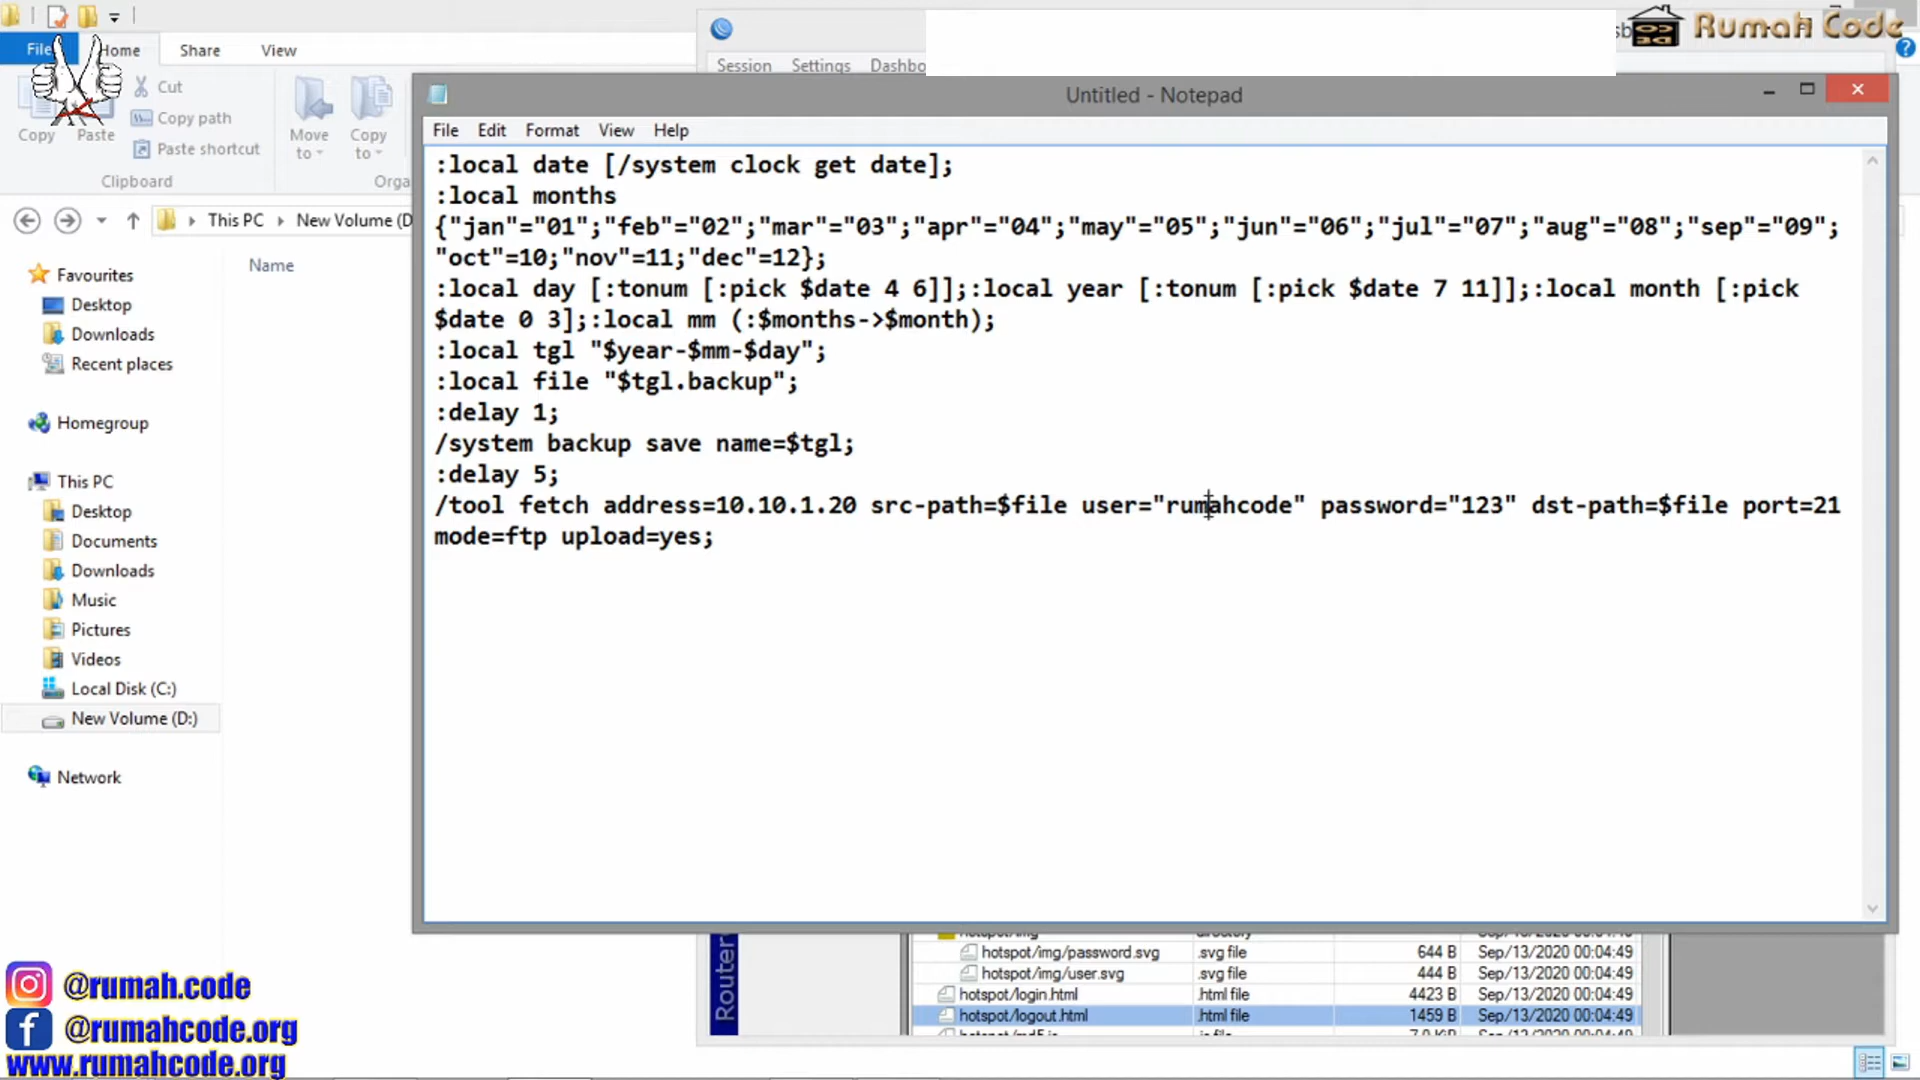 Rumah Code
File Home Share View
Session Settings Dashbo
Cut
Copy path
Paste shortcut
Copy Paste
Move to
Copy to
Clipboard
Orga
This PC New Volume (D
Untitled - Notepad
File Edit Format View Help
:local date [/system clock get date];
:local months
{"jan"="01";"feb"="02";"mar"="03";"apr"="04";"may"="05";"jun"="06";"jul"="07";"aug"="08";"sep"="09";
"oct"=10;"nov"=11;"dec"=12};
:local day [:tonum [:pick $date 4 6]];:local year [:tonum [:pick $date 7 11]];:local month [:pick
$date 0 3];:local mm (:$months->$month);
:local tgl "$year-$mm-$day";
:local file "$tgl.backup";
:delay 1;
/system backup save name=$tgl;
:delay 5;
/tool fetch address=10.10.1.20 src-path=$file user="rumahcode" password="123" dst-path=$file port=21
mode=ftp upload=yes;
Name
Favourites
Desktop
Downloads
Recent places
Homegroup
This PC
Desktop
Documents
Downloads
Music
Pictures
Videos
Local Disk (C:)
New Volume (D:)
Network
Router
hotspot/img/password.svg .svg file 644 B Sep/13/2020 00:04:49
hotspot/img/user.svg .svg file 444 B Sep/13/2020 00:04:49
hotspot/login.html .html file 4423 B Sep/13/2020 00:04:49
hotspot/logout.html .html file 1459 B Sep/13/2020 00:04:49
@rumah.code
@rumahcode.org
www.rumahcode.org